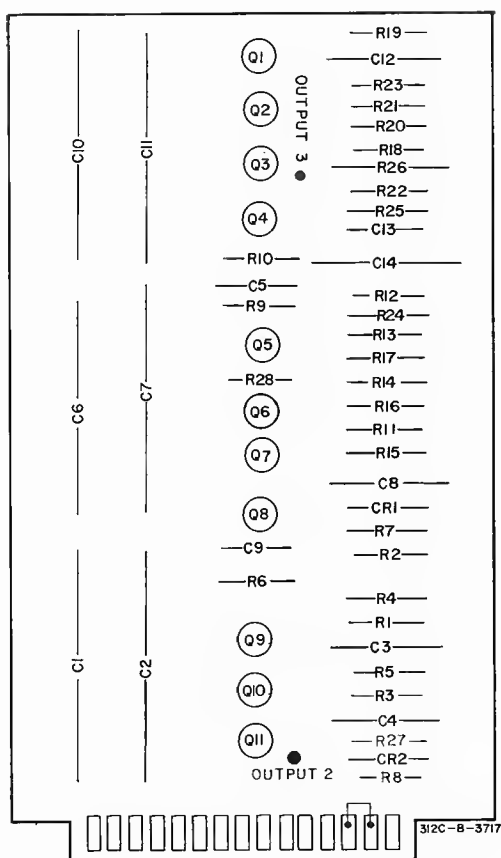 R19
Q1
C12
OUTPUT 3
R23
Q2
R21
R20
C10
C11
R18
Q3
R26
R22
R25
Q4
C13
R10
C14
C5
R12
R9
R24
R13
Q5
R17
R28
R14
C6
C7
R16
Q6
R11
Q7
R15
C8
CR1
Q8
R7
C9
R2
R6
R4
R1
Q9
C3
C1
C2
R5
Q10
R3
C4
Q11
R27
CR2
OUTPUT 2
R8
312C-8-3717